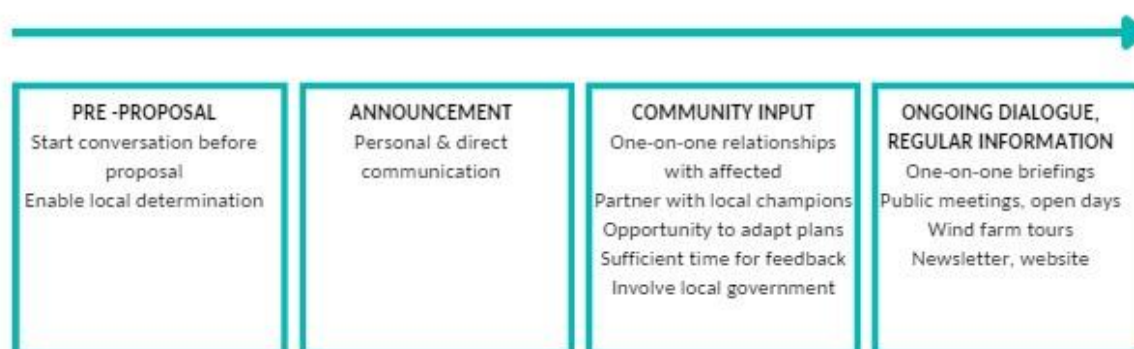 PRE -PROPOSAL
Start conversation before
proposal
Enable local determination
ANNOUNCEMENT
Personal & direct
communication
COMMUNITY INPUT
One-on-one relationships
with affected
Partner with local champions
Opportunity to adapt plans
Sufficient time for feedback
Involve local government
ONGOING DIALOGUE,
REGULAR INFORMATION
One-on-one briefings
Public meetings, open days
Wind farm tours
Newsletter, website